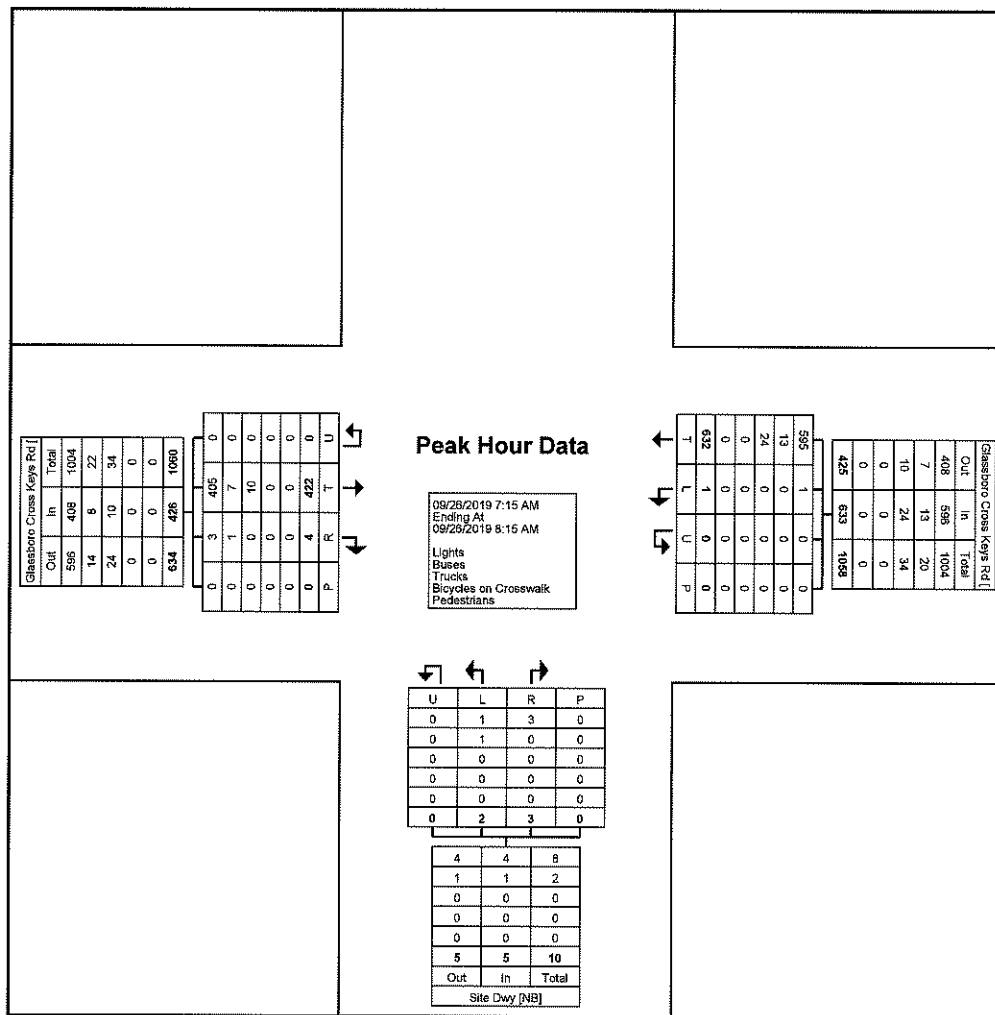 Glassboro Cross Keys Rd [
Out In Total
596 408 1004
14 8 22
24 10 34
0 0 0
0 0 0
634 426 1060
0 3 405 0
0 1 7 0
0 0 10 0
0 0 0 0
0 0 0 0
0 4 422 0
P R T U
Peak Hour Data
09/26/2019 7:15 AM
Ending At
09/26/2019 8:15 AM
Lights
Buses
Trucks
Bicycles on Crosswalk
Pedestrians
Glassboro Cross Keys Rd [
Out In Total
408 596 1004
7 13 20
10 24 34
0 0 0
0 0 0
425 633 1058
595 1 0 0
13 0 0 0
24 0 0 0
0 0 0 0
0 0 0 0
632 1 0 0
T L U P
U L R P
0 1 3 0
0 1 0 0
0 0 0 0
0 0 0 0
0 0 0 0
0 2 3 0
4 4 8
1 1 2
0 0 0
0 0 0
0 0 0
5 5 10
Out In Total
Site Dwy [NB]